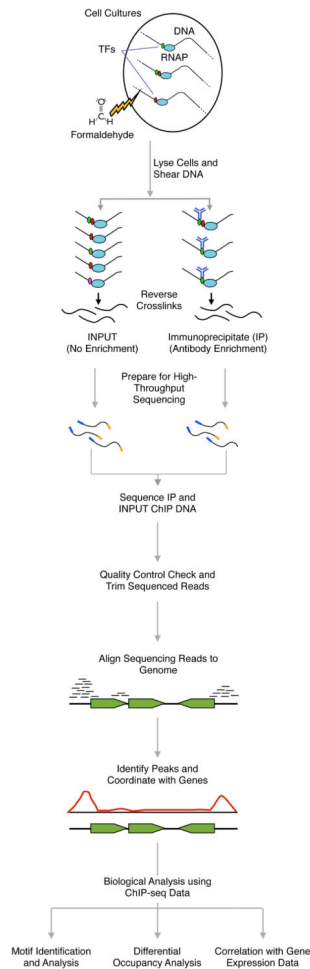 Cell Cultures
DNA
TFs
RNAP
O
C
H H
Formaldehyde
Lyse Cells and
Shear DNA
Reverse
Crosslinks
INPUT
(No Enrichment)
Immunoprecipitate (IP)
(Antibody Enrichment)
Prepare for High-
Throughput
Sequencing
Sequence IP and
INPUT ChIP DNA
Quality Control Check and
Trim Sequenced Reads
Align Sequencing Reads to
Genome
Identify Peaks and
Coordinate with Genes
Biological Analysis using
ChIP-seq Data
Motif Identification
and Analysis
Differential
Occupancy Analysis
Correlation with Gene
Expression Data